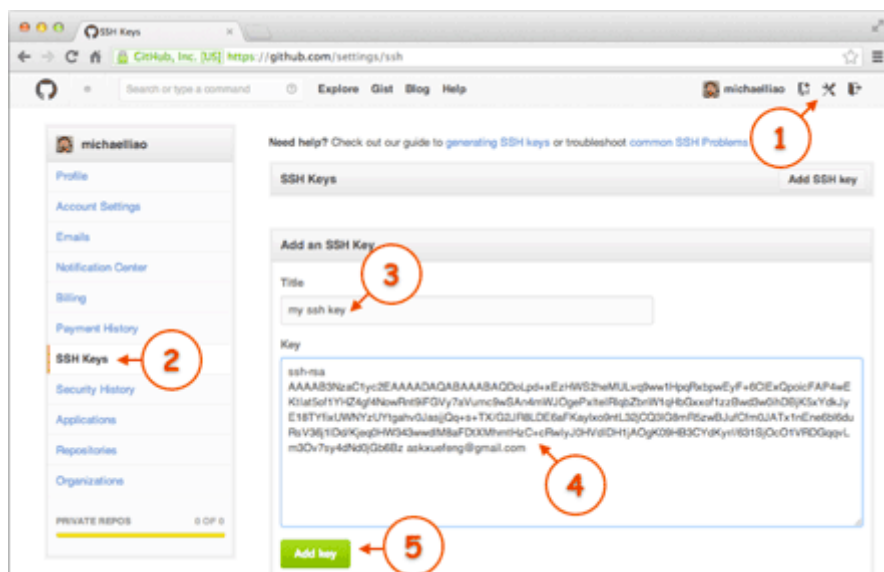 SSH Keys
GitHub, Inc. [US] https://github.com/settings/ssh
Search or type a command
Explore Gist Blog Help
michaelliao
1
michaelliao
Profile
Account Settings
Emails
Notification Center
Billing
Payment History
SSH Keys
2
Security History
Applications
Repositories
Organizations
PRIVATE REPOS 0 OF 0
Need help? Check out our guide to generating SSH keys or troubleshoot common SSH Problems
SSH Keys
Add SSH key
Add an SSH Key
3
Title
my ssh key
Key
ssh-rsa
askxuefeng@gmail.com
4
Add key
5